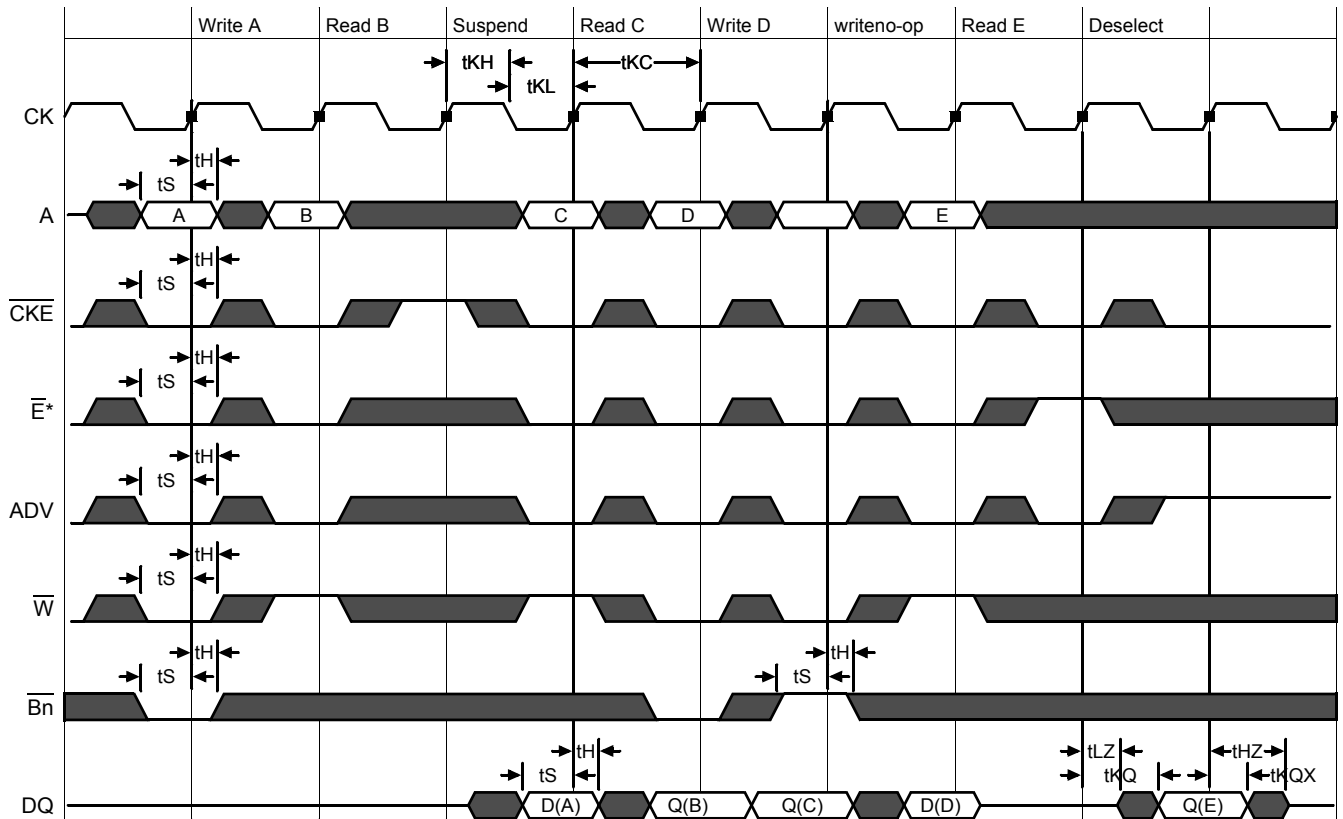 Write A Read B Suspend Read C Write D writeno-op Read E Deselect
tKH tKC
tKL
CK
tH
tS
A A B C D E
tH
tS
CKE
tH
tS
E*
tH
tS
ADV
tH
tS
W
tH tH
tS tS
Bn
tH tLZ tHZ
tS tKQ tKQX
DQ D(A) Q(B) Q(C) D(D) Q(E)